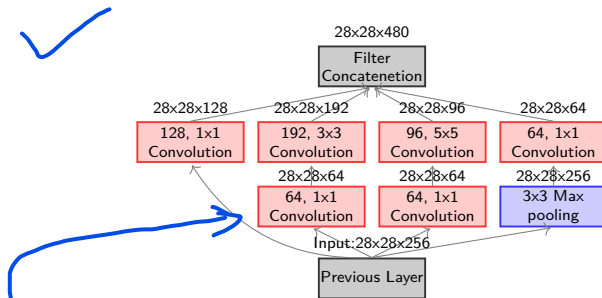 28x28x480
Filter
Concatenetion
28x28x128
28x28x192
28x28x96
28x28x64
128, 1x1
Convolution
192, 3x3
Convolution
96, 5x5
Convolution
64, 1x1
Convolution
28x28x64
28x28x64
28x28x256
64, 1x1
Convolution
64, 1x1
Convolution
3x3 Max
pooling
Input:28x28x256
Previous Layer